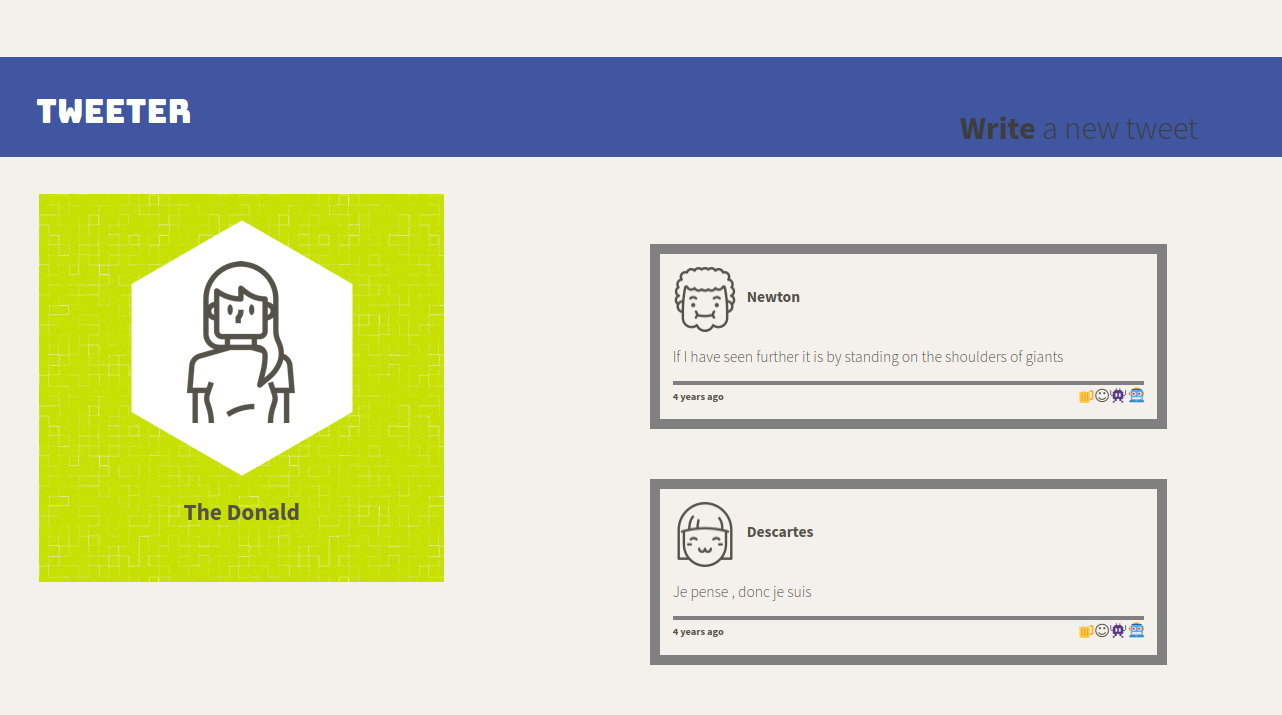 TWEETER
Write a new tweet
The Donald
Newton
If I have seen further it is by standing on the shoulders of giants
4 years ago
Descartes
Je pense , donc je suis
4 years ago